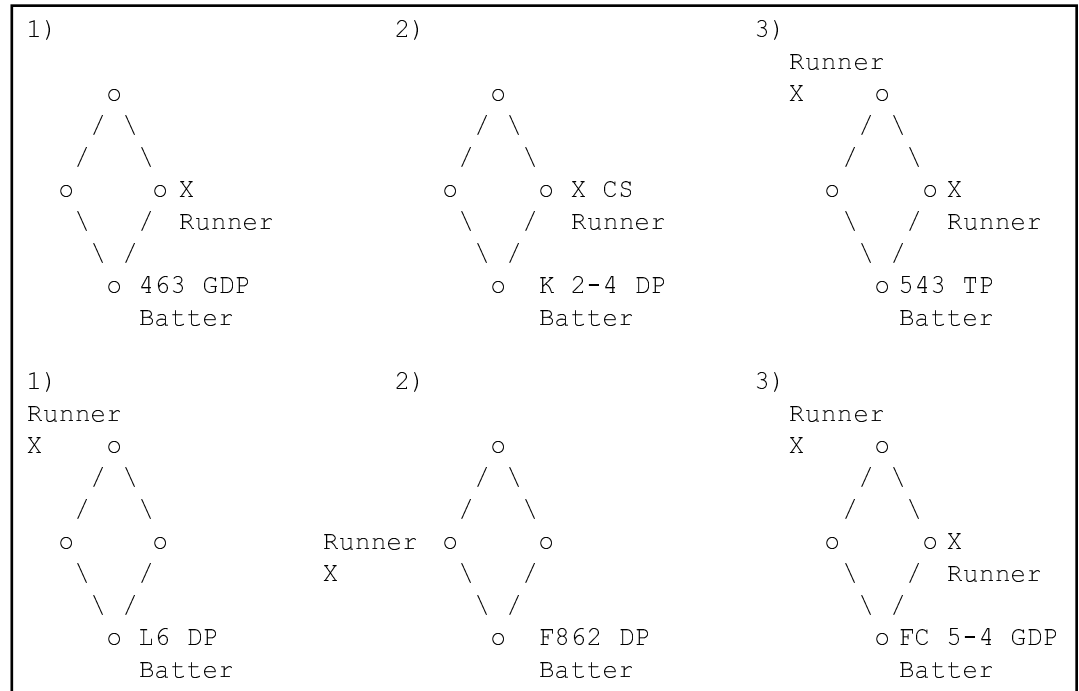 1) 2) 3)
Runner
o o X o
/ \ / \ / \
/ \ / \ / \
o o X o o X CS o o X
\ / Runner \ / Runner \ / Runner
\ / \ / \ /
o 463 GDP o K 2-4 DP o 543 TP
Batter Batter Batter
1) 2) 3)
Runner Runner
X o o X o
/ \ / \ / \
/ \ / \ / \
o o Runner o o o o X
\ / X \ / \ / Runner
\ / \ / \ /
o L6 DP o F862 DP o FC 5-4 GDP
Batter Batter Batter